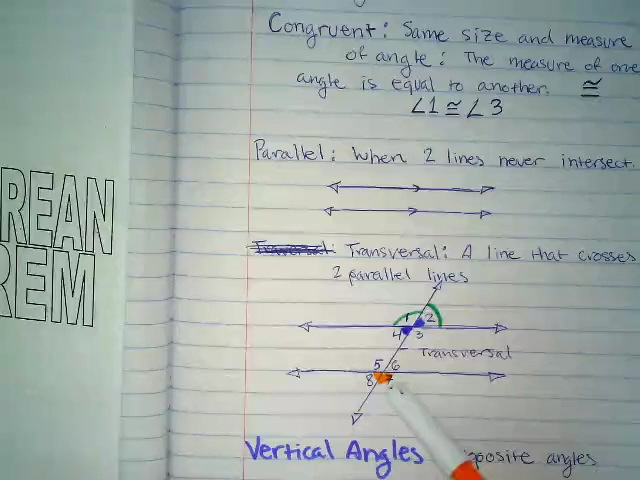 Congruent: Same size and measure
of angle: The measure of one
angle is equal to another. ≅
∠1 ≅ ∠3
REAN
REM
Parallel: When 2 lines never intersect.
Transversal: A line that crosses
2 parallel lines
1 2
4 3
Transversal
5 6
8 7
Vertical Angles
opposite angles